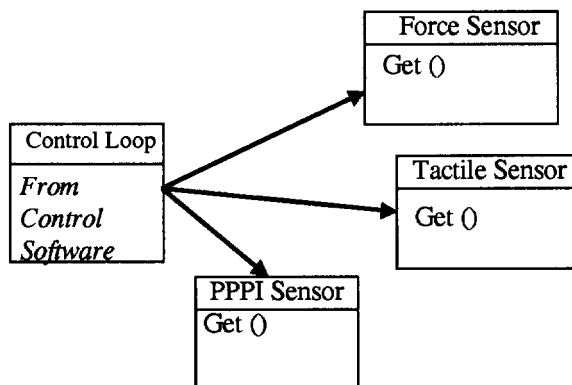 Force Sensor
Get ()
Control Loop
From
Control
Software
Tactile Sensor
Get ()
PPPI Sensor
Get ()